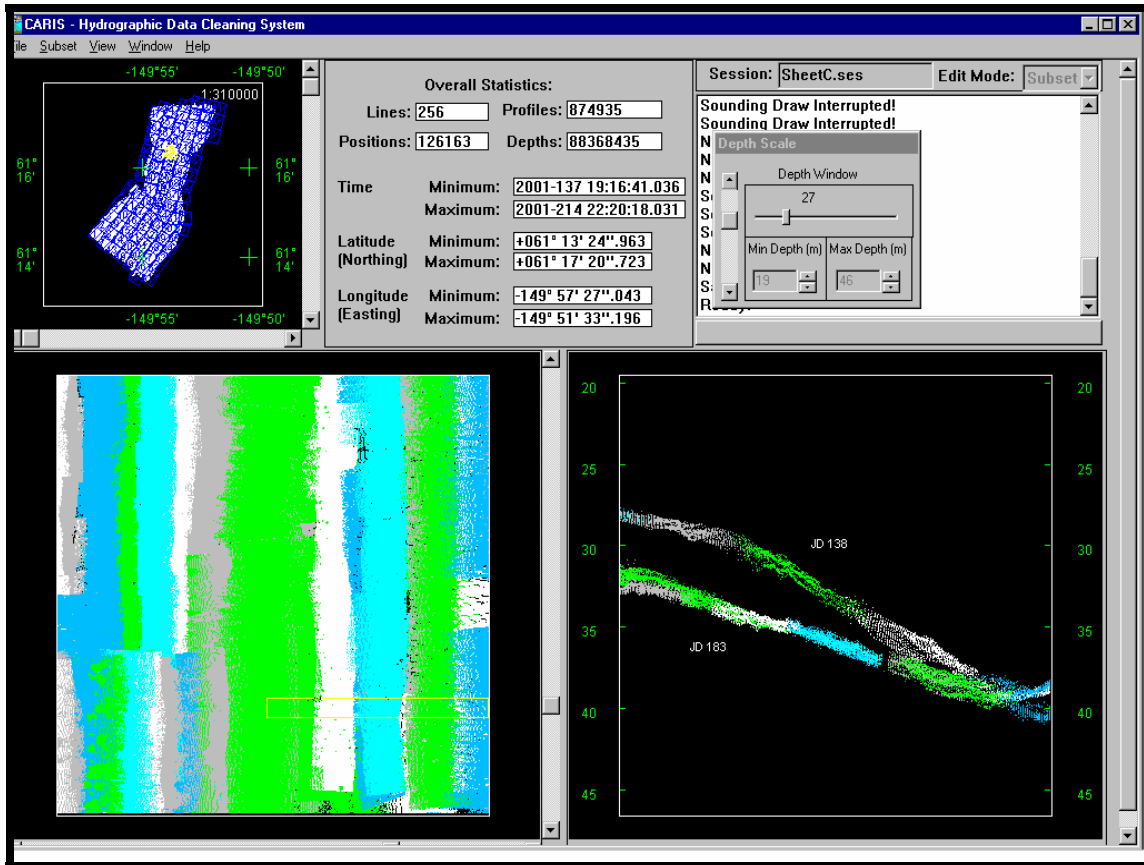 CARIS - Hydrographic Data Cleaning System
ile Subset View Window Help
-149°55' -149°50'
1:310000
61° 16' 61° 16'
61° 14' 61° 14'
-149°55' -149°50'
Overall Statistics:
Lines: 256 Profiles: 874935
Positions: 126163 Depths: 88368435
Time Minimum: 2001-137 19:16:41.036
Maximum: 2001-214 22:20:18.031
Latitude (Northing) Minimum: +061° 13' 24".963
Maximum: +061° 17' 20".723
Longitude (Easting) Minimum: -149° 57' 27".043
Maximum: -149° 51' 33".196
Session: SheetC.ses Edit Mode: Subset
Sounding Draw Interrupted!
Sounding Draw Interrupted!
Depth Scale
Depth Window
27
Min Depth (m) Max Depth (m)
19 46
20 20
25 25
30 30
JD 138
35 35
JD 183
40 40
45 45